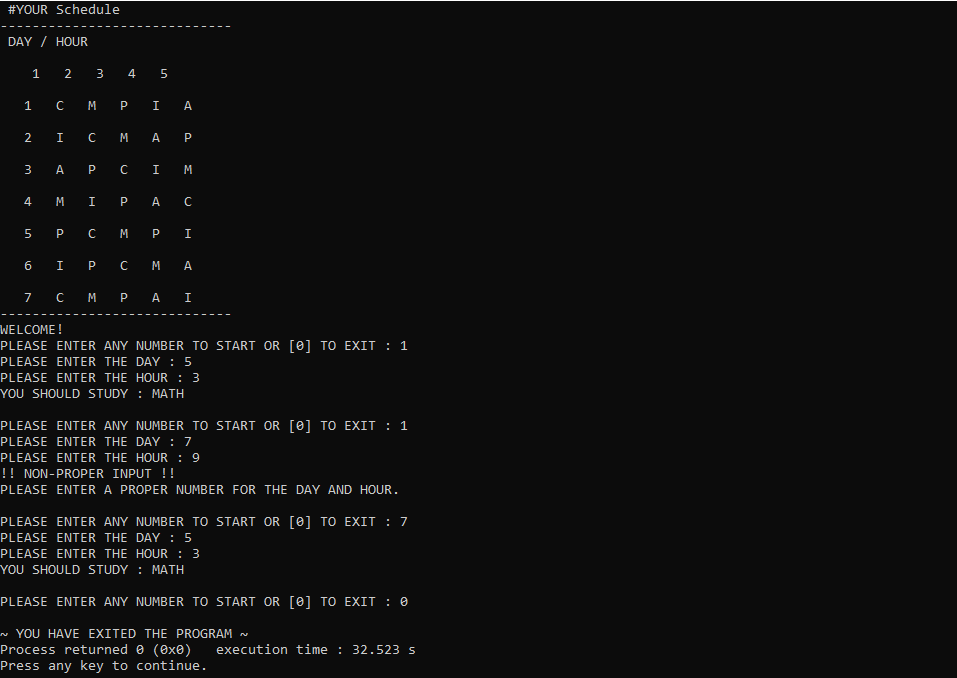 #YOUR Schedule
-----------------------------
DAY / HOUR
1 2 3 4 5
1 C M P I A
2 I C M A P
3 A P C I M
4 M I P A C
5 P C M P I
6 I P C M A
7 C M P A I
-----------------------------
WELCOME!
PLEASE ENTER ANY NUMBER TO START OR [0] TO EXIT : 1
PLEASE ENTER THE DAY : 5
PLEASE ENTER THE HOUR : 3
YOU SHOULD STUDY : MATH
PLEASE ENTER ANY NUMBER TO START OR [0] TO EXIT : 1
PLEASE ENTER THE DAY : 7
PLEASE ENTER THE HOUR : 9
!! NON-PROPER INPUT !!
PLEASE ENTER A PROPER NUMBER FOR THE DAY AND HOUR.
PLEASE ENTER ANY NUMBER TO START OR [0] TO EXIT : 7
PLEASE ENTER THE DAY : 5
PLEASE ENTER THE HOUR : 3
YOU SHOULD STUDY : MATH
PLEASE ENTER ANY NUMBER TO START OR [0] TO EXIT : 0
~ YOU HAVE EXITED THE PROGRAM ~
Process returned 0 (0x0)   execution time : 32.523 s
Press any key to continue.